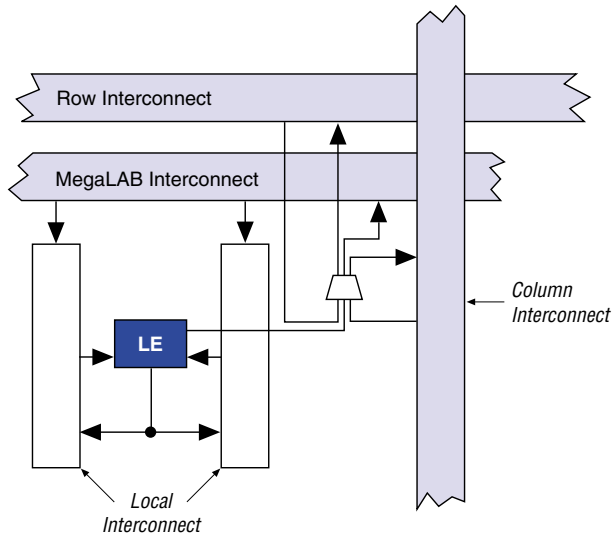 Row Interconnect
MegaLAB Interconnect
LE
Column
Interconnect
Local
Interconnect